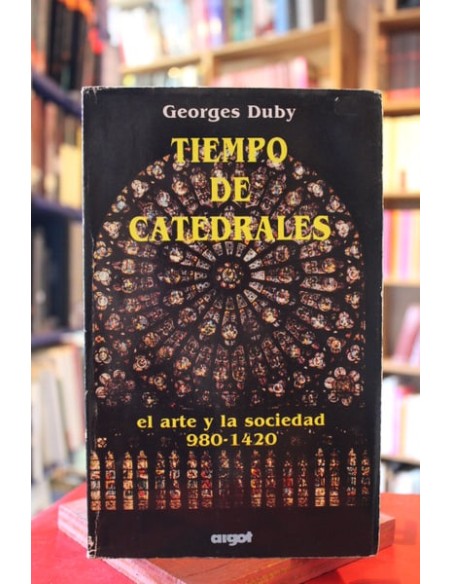 Georges Duby
TIEMPO
DE
CATEDRALES
el arte y la sociedad
980-1420
argot